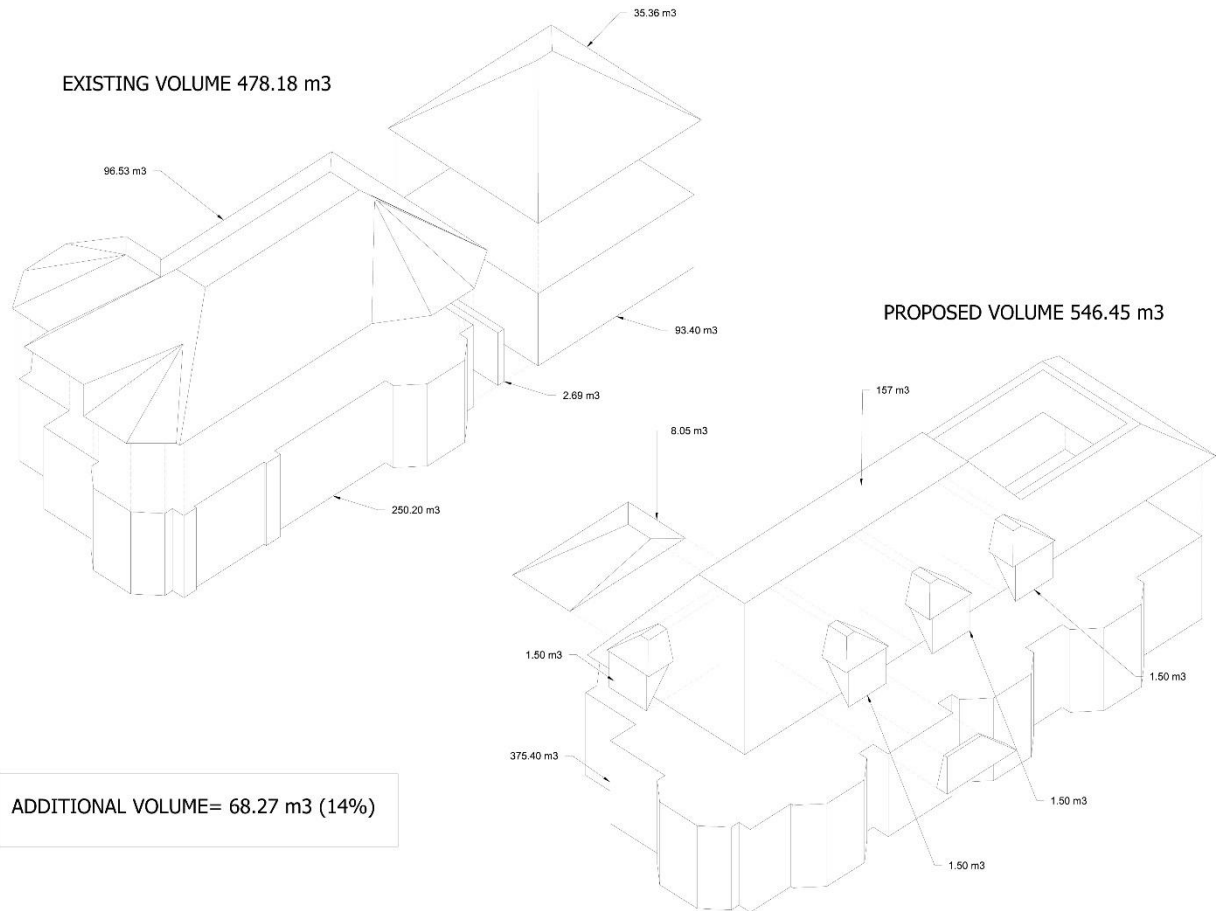 35.36 m3
EXISTING VOLUME 478.18 m3
96.53 m3
93.40 m3
2.69 m3
250.20 m3
PROPOSED VOLUME 546.45 m3
157 m3
8.05 m3
1.50 m3
1.50 m3
375.40 m3
1.50 m3
1.50 m3
ADDITIONAL VOLUME= 68.27 m3 (14%)